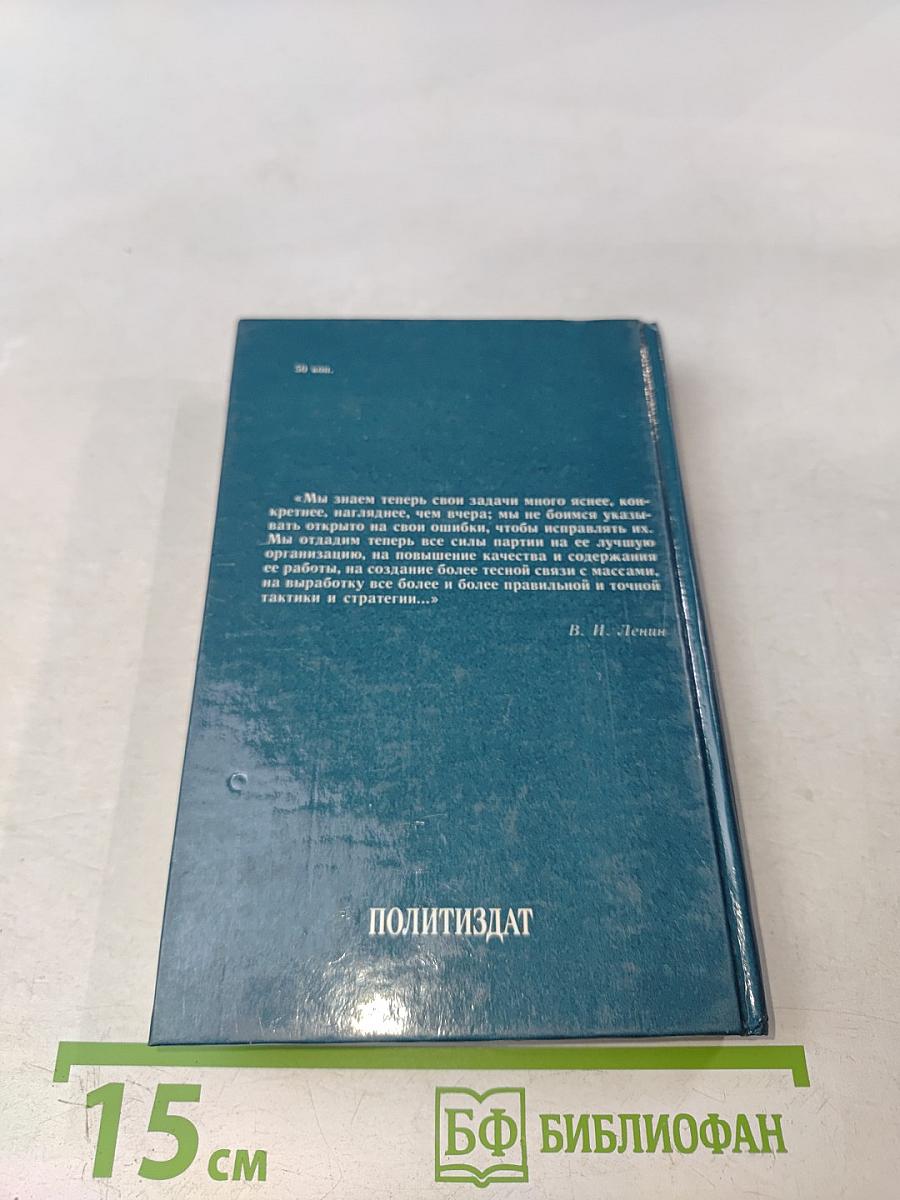 50 коп.
«Мы знаем теперь свои задачи много яснее, кон-
кретнее, нагляднее, чем вчера; мы не боимся указы-
вать открыто на свои ошибки, чтобы исправлять их.
Мы отдадим теперь все силы партии на ее лучшую
организацию, на повышение качества и содержания
ее работы, на создание более тесной связи с массами,
на выработку все более и более правильной и точной
тактики и стратегии...»
В. И. Ленин
ПОЛИТИЗДАТ
15 см
БФ БИБЛИОФАН